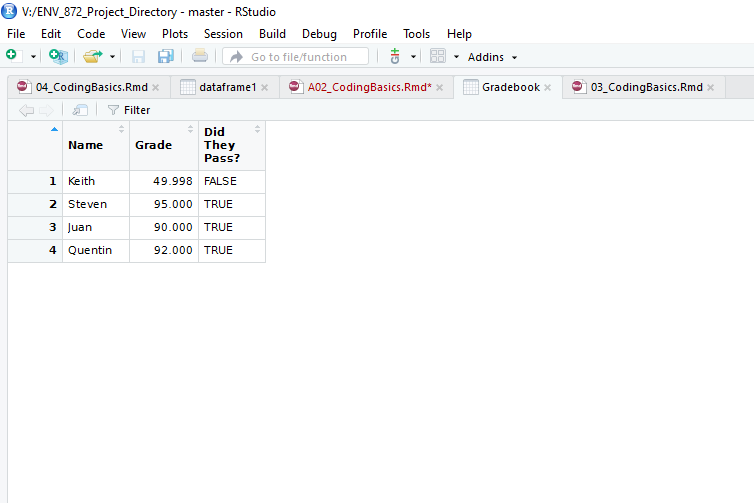 V:/ENV_872_Project_Directory - master - RStudio
File Edit Code View Plots Session Build Debug Profile Tools Help
Go to file/function Addins
04_CodingBasics.Rmd dataframe1 A02_CodingBasics.Rmd* Gradebook 03_CodingBasics.Rmd
Filter
Name Grade Did They Pass?
1 Keith 49.998 FALSE
2 Steven 95.000 TRUE
3 Juan 90.000 TRUE
4 Quentin 92.000 TRUE